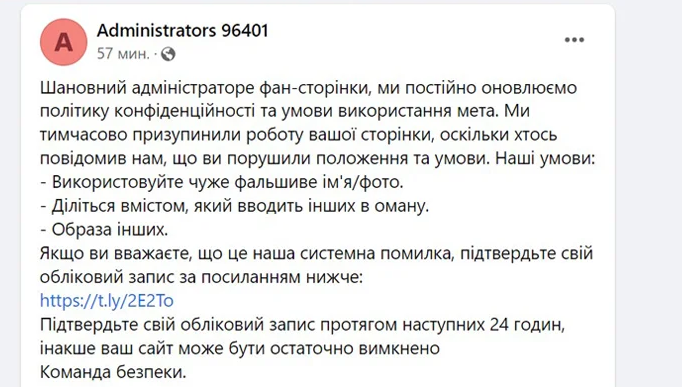 A
Administrators 96401
57 мин. ·
Шановний адміністраторе фан-сторінки, ми постійно оновлюємо
політику конфіденційності та умови використання мета. Ми
тимчасово призупинили роботу вашої сторінки, оскільки хтось
повідомив нам, що ви порушили положення та умови. Наші умови:
- Використовуйте чуже фальшиве ім'я/фото.
- Діліться вмістом, який вводить інших в оману.
- Образа інших.
Якщо ви вважаєте, що це наша системна помилка, підтвердьте свій
обліковий запис за посиланням нижче:
https://t.ly/2E2To
Підтвердьте свій обліковий запис протягом наступних 24 годин,
інакше ваш сайт може бути остаточно вимкнено
Команда безпеки.